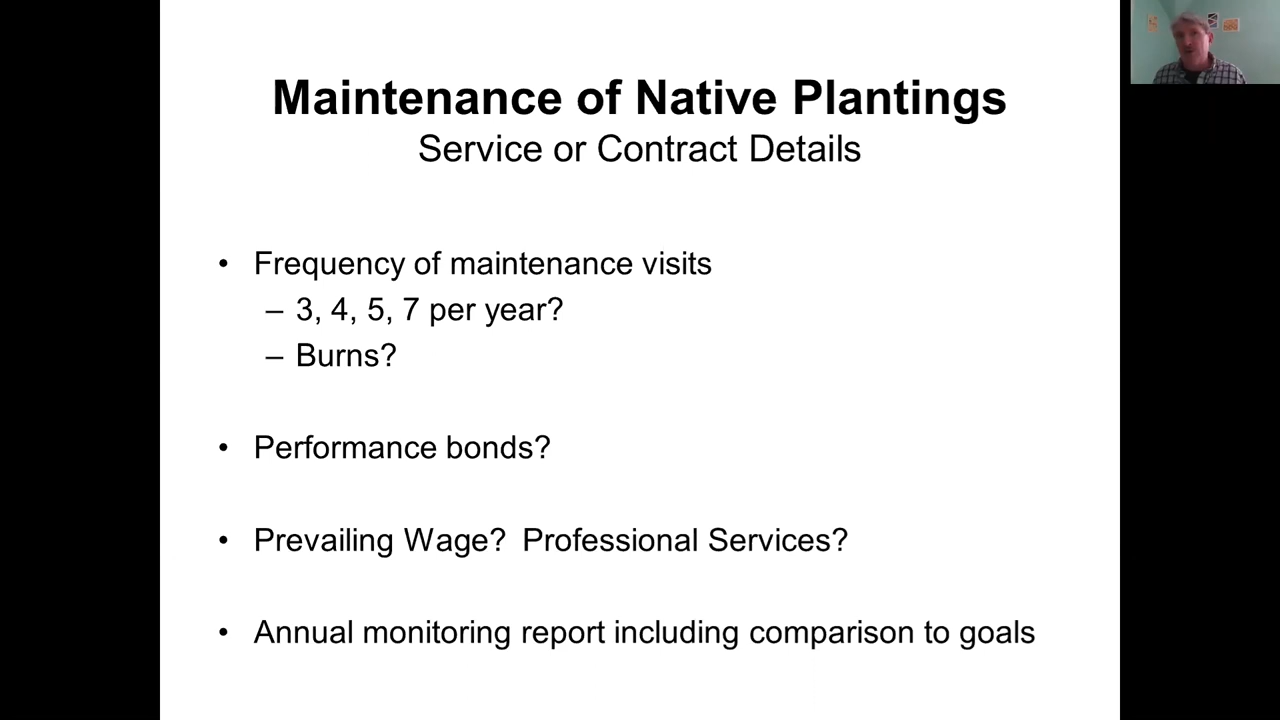 Maintenance of Native Plantings
Service or Contract Details
• Frequency of maintenance visits
– 3, 4, 5, 7 per year?
– Burns?
• Performance bonds?
• Prevailing Wage?  Professional Services?
• Annual monitoring report including comparison to goals